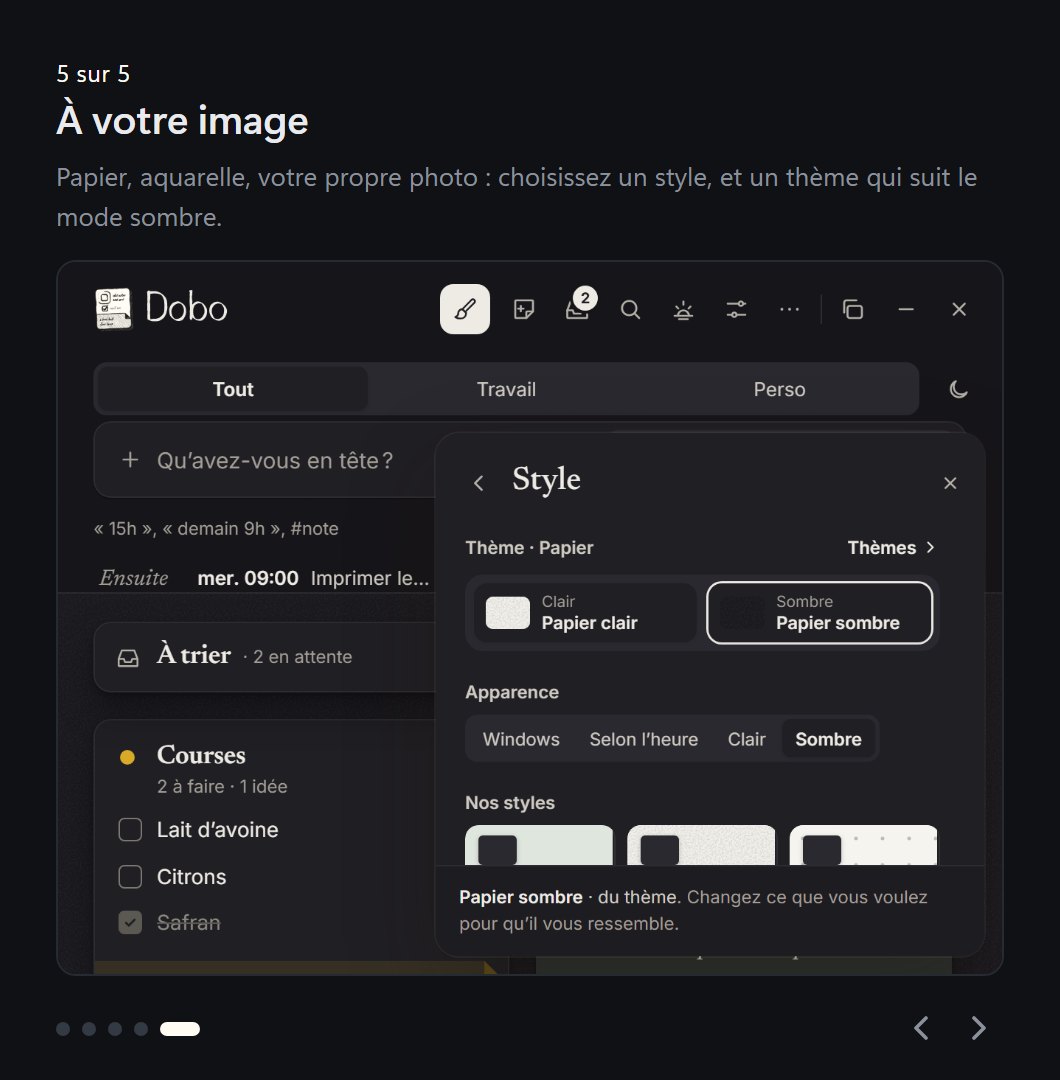 5 sur 5
À votre image
Papier, aquarelle, votre propre photo : choisissez un style, et un thème qui suit le
mode sombre.
Dobo
2
Tout
Travail
Perso
Qu’avez-vous en tête ?
« 15h », « demain 9h », #note
Ensuite mer. 09:00 Imprimer le…
À trier · 2 en attente
Courses
2 à faire · 1 idée
Lait d’avoine
Citrons
Safran
Style
Thème · Papier
Thèmes
Clair
Papier clair
Sombre
Papier sombre
Apparence
Windows
Selon l’heure
Clair
Sombre
Nos styles
Papier sombre · du thème. Changez ce que vous voulez
pour qu’il vous ressemble.